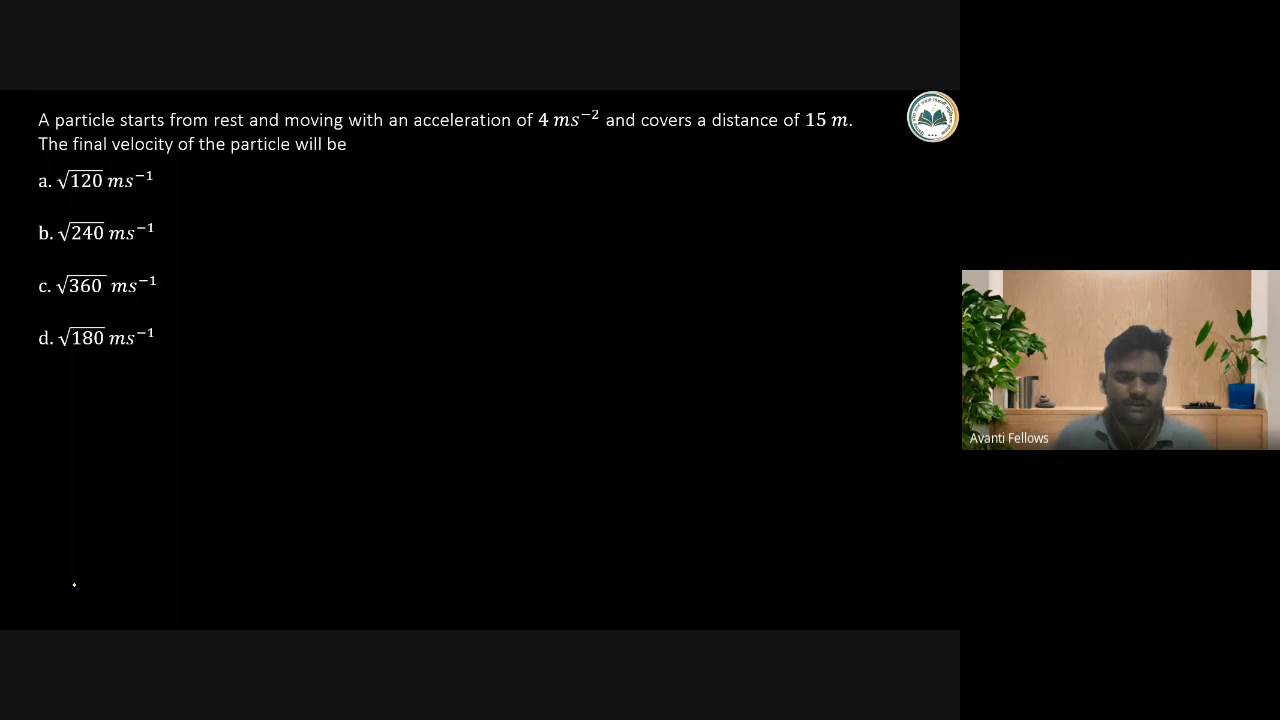 A particle starts from rest and moving with an acceleration of 4 ms⁻² and covers a distance of 15 m.
The final velocity of the particle will be
a. √120 ms⁻¹
b. √240 ms⁻¹
c. √360 ms⁻¹
d. √180 ms⁻¹
Avanti Fellows